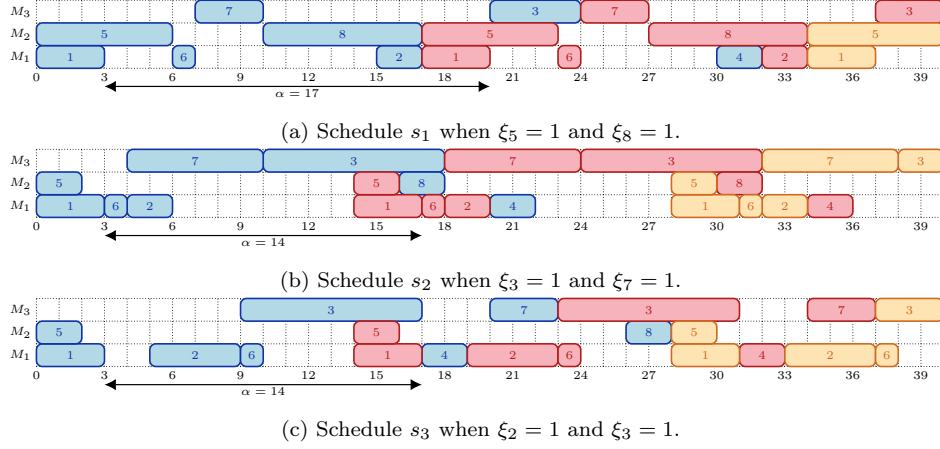 M3 7 3 7 3
M2 5 8 5 8 5
M1 1 6 2 1 6 4 2 1
0 3 6 9 12 15 18 21 24 27 30 33 36 39
α = 17
(a) Schedule s1 when ξ5 = 1 and ξ8 = 1.
M3 7 3 7 3 7 3
M2 5 5 8 5 8
M1 1 6 2 1 6 2 4 1 6 2 4
0 3 6 9 12 15 18 21 24 27 30 33 36 39
α = 14
(b) Schedule s2 when ξ3 = 1 and ξ7 = 1.
M3 3 7 3 7 3
M2 5 5 8 5
M1 1 2 6 1 4 2 6 1 4 2 6
0 3 6 9 12 15 18 21 24 27 30 33 36 39
α = 14
(c) Schedule s3 when ξ2 = 1 and ξ3 = 1.